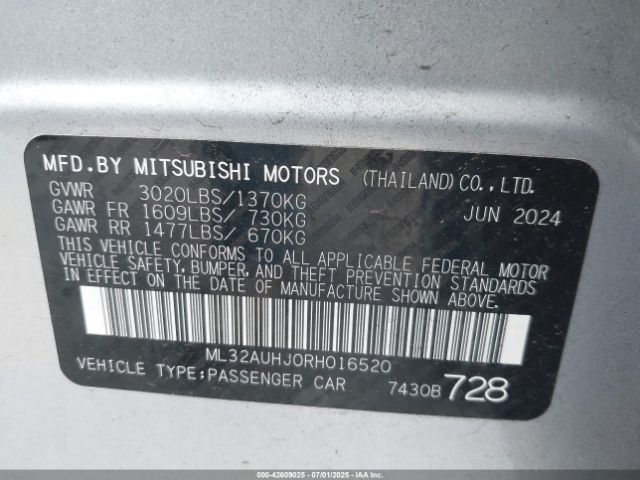 MFD.BY MITSUBISHI MOTORS (THAILAND)CO.,LTD.
GVWR 3020LBS/1370KG
GAWR FR 1609LBS/ 730KG JUN 2024
GAWR RR 1477LBS/ 670KG
THIS VEHICLE CONFORMS TO ALL APPLICABLE FEDERAL MOTOR
VEHICLE SAFETY, BUMPER, AND THEFT PREVENTION STANDARDS
IN EFFECT ON THE DATE OF MANUFACTURE SHOWN ABOVE.
ML32AUHJ0RH016520
VEHICLE TYPE:PASSENGER CAR 7430B 728
000-42609025 - 07/01/2025 - IAAI.COM